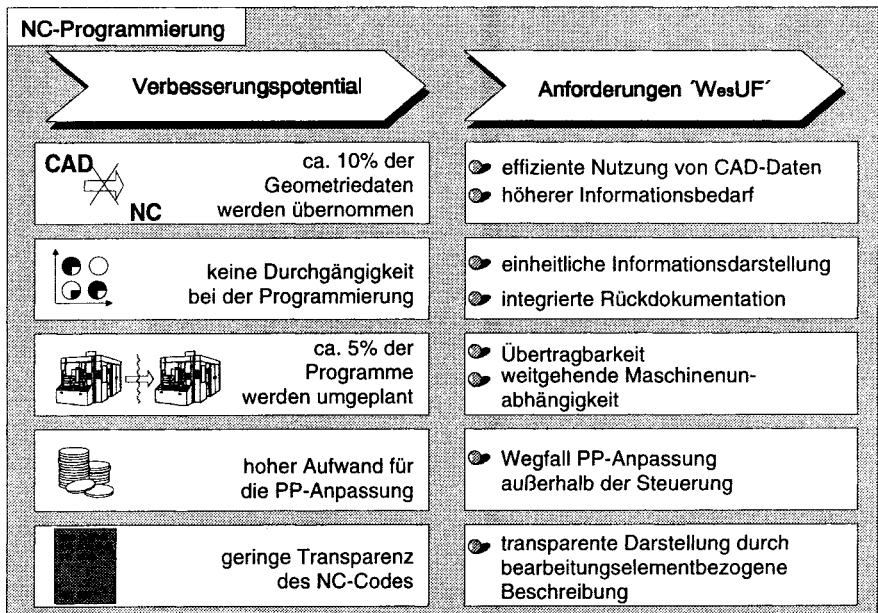 NC-Programmierung
Verbesserungspotential
Anforderungen ´WesUF´
CAD
NC
ca. 10% der
Geometriedaten
werden übernommen
effiziente Nutzung von CAD-Daten
höherer Informationsbedarf
keine Durchgängigkeit
bei der Programmierung
einheitliche Informationsdarstellung
integrierte Rückdokumentation
ca. 5% der
Programme
werden umgeplant
Übertragbarkeit
weitgehende Maschinenun-
abhängigkeit
hoher Aufwand für
die PP-Anpassung
Wegfall PP-Anpassung
außerhalb der Steuerung
geringe Transparenz
des NC-Codes
transparente Darstellung durch
bearbeitungselementbezogene
Beschreibung